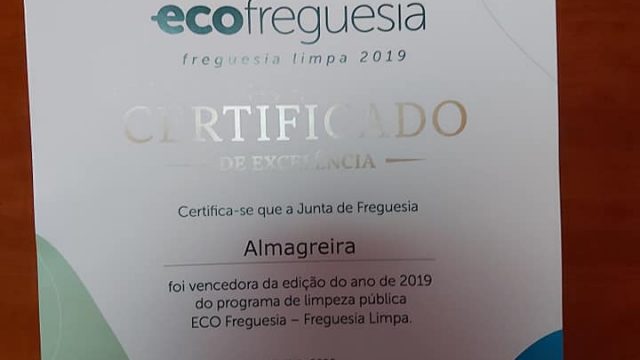 ecofreguesia
freguesia limpa 2019
CERTIFICADO
DE EXCELÊNCIA
Certifica-se que a Junta de Freguesia
Almagreira
foi vencedora da edição do ano de 2019
do programa de limpeza pública
ECO Freguesia – Freguesia Limpa.